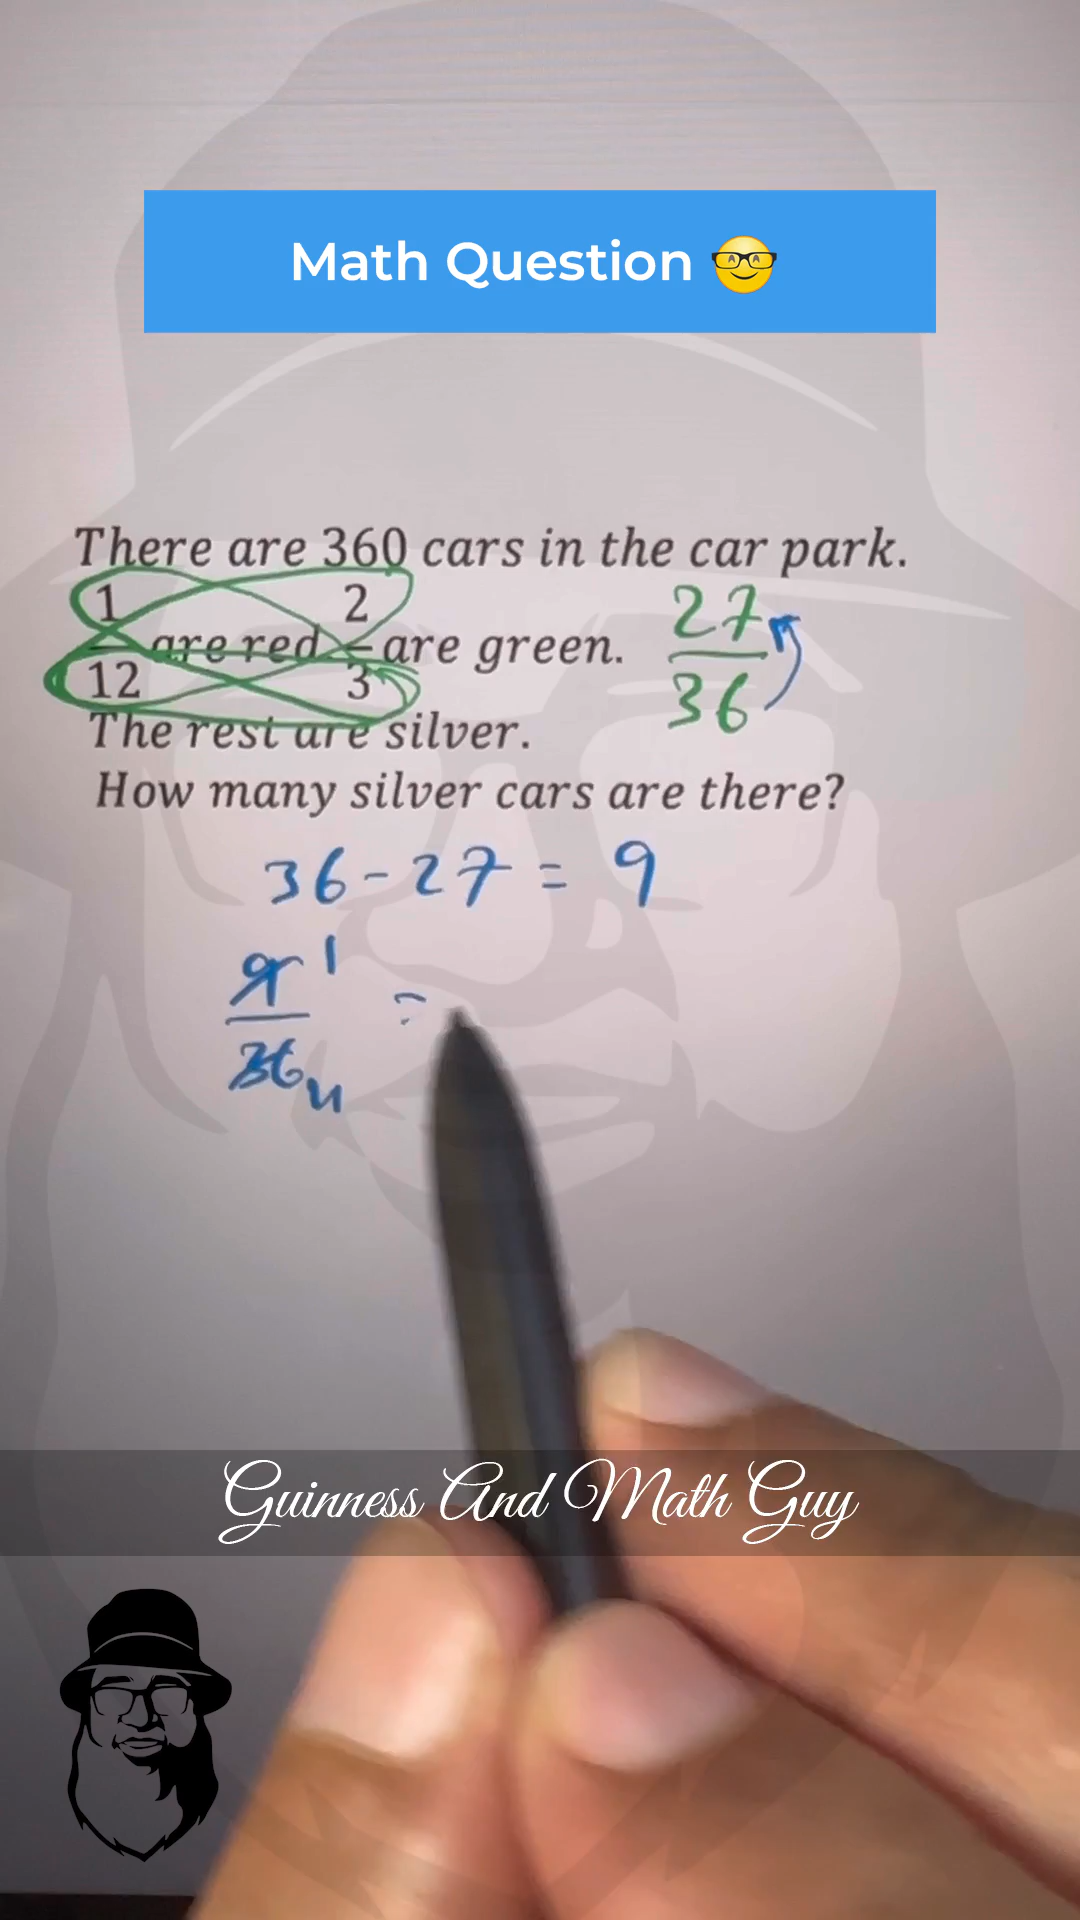 Math Question 🤓
There are 360 cars in the car park.
1/12 are red 2/3 are green. 27/36
The rest are silver.
How many silver cars are there?
36 - 27 = 9
9/36 1/4 =
Guinness And Math Guy